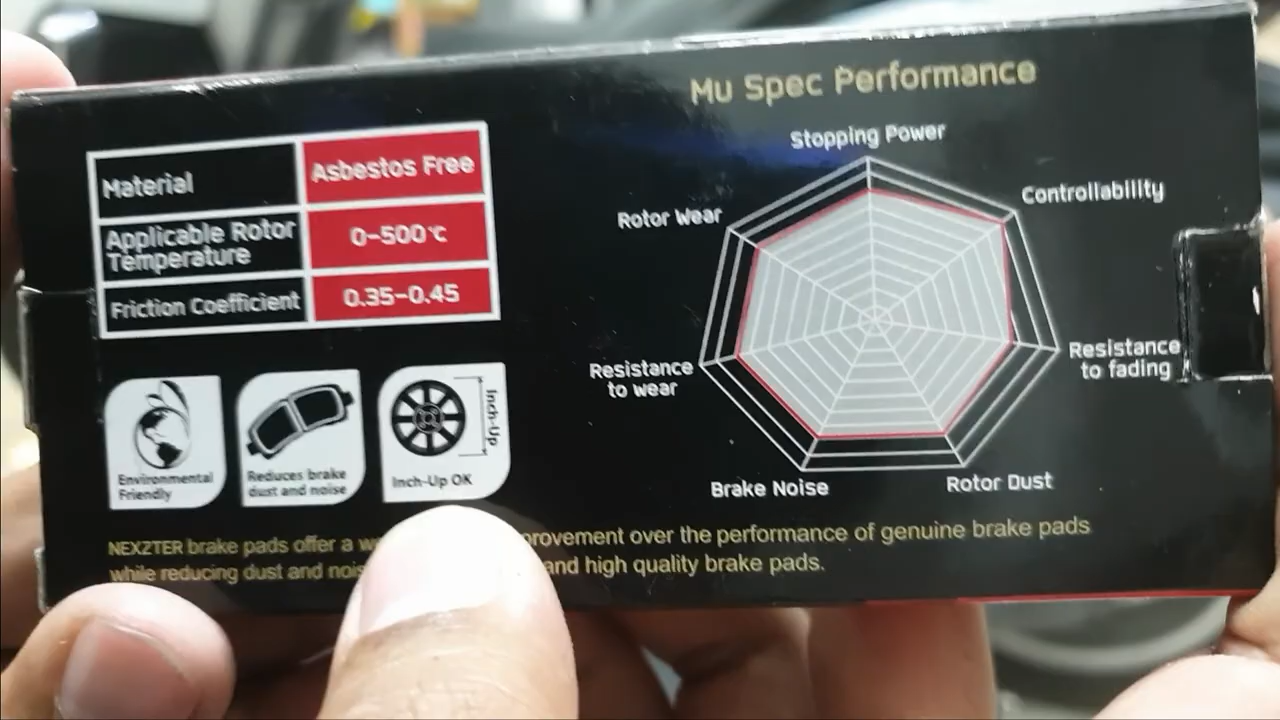 Mu Spec Performance
Material
Asbestos Free
Applicable Rotor
Temperature
0-500℃
Friction Coefficient
0.35-0.45
Environmental
Friendly
Reduces brake
dust and noise
Inch-Up
Inch-Up OK
Stopping Power
Controllability
Resistance
to fading
Rotor Dust
Brake Noise
Resistance
to wear
Rotor Wear
NEXZTER brake pads offer a over the performance of genuine brake pads
while reducing dust and and high quality brake pads.